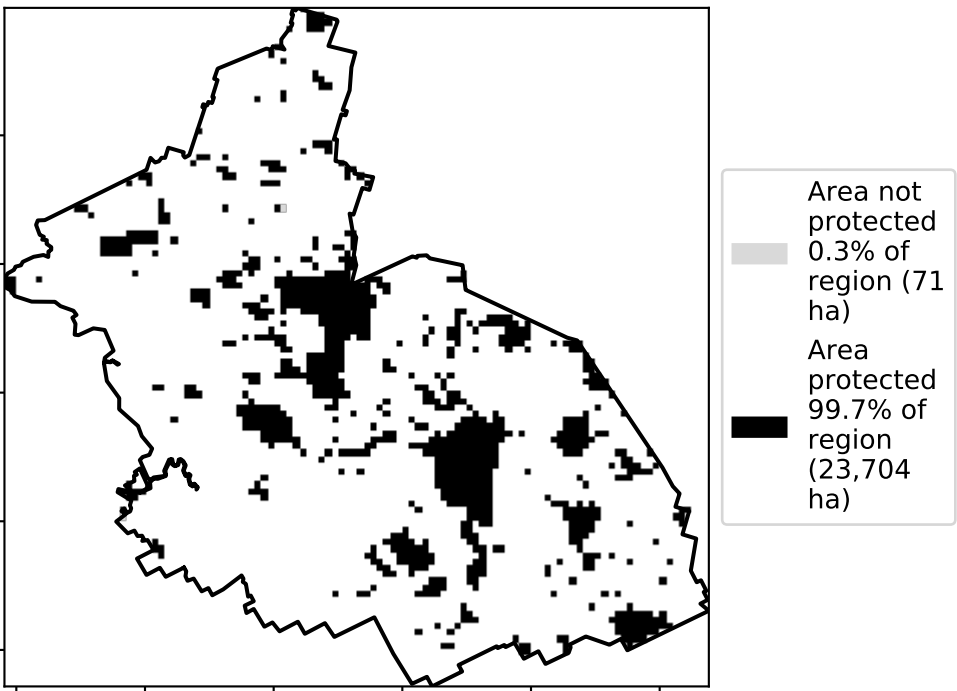 Area not
protected
0.3% of
region (71
ha)
Area
protected
99.7% of
region
(23,704
ha)